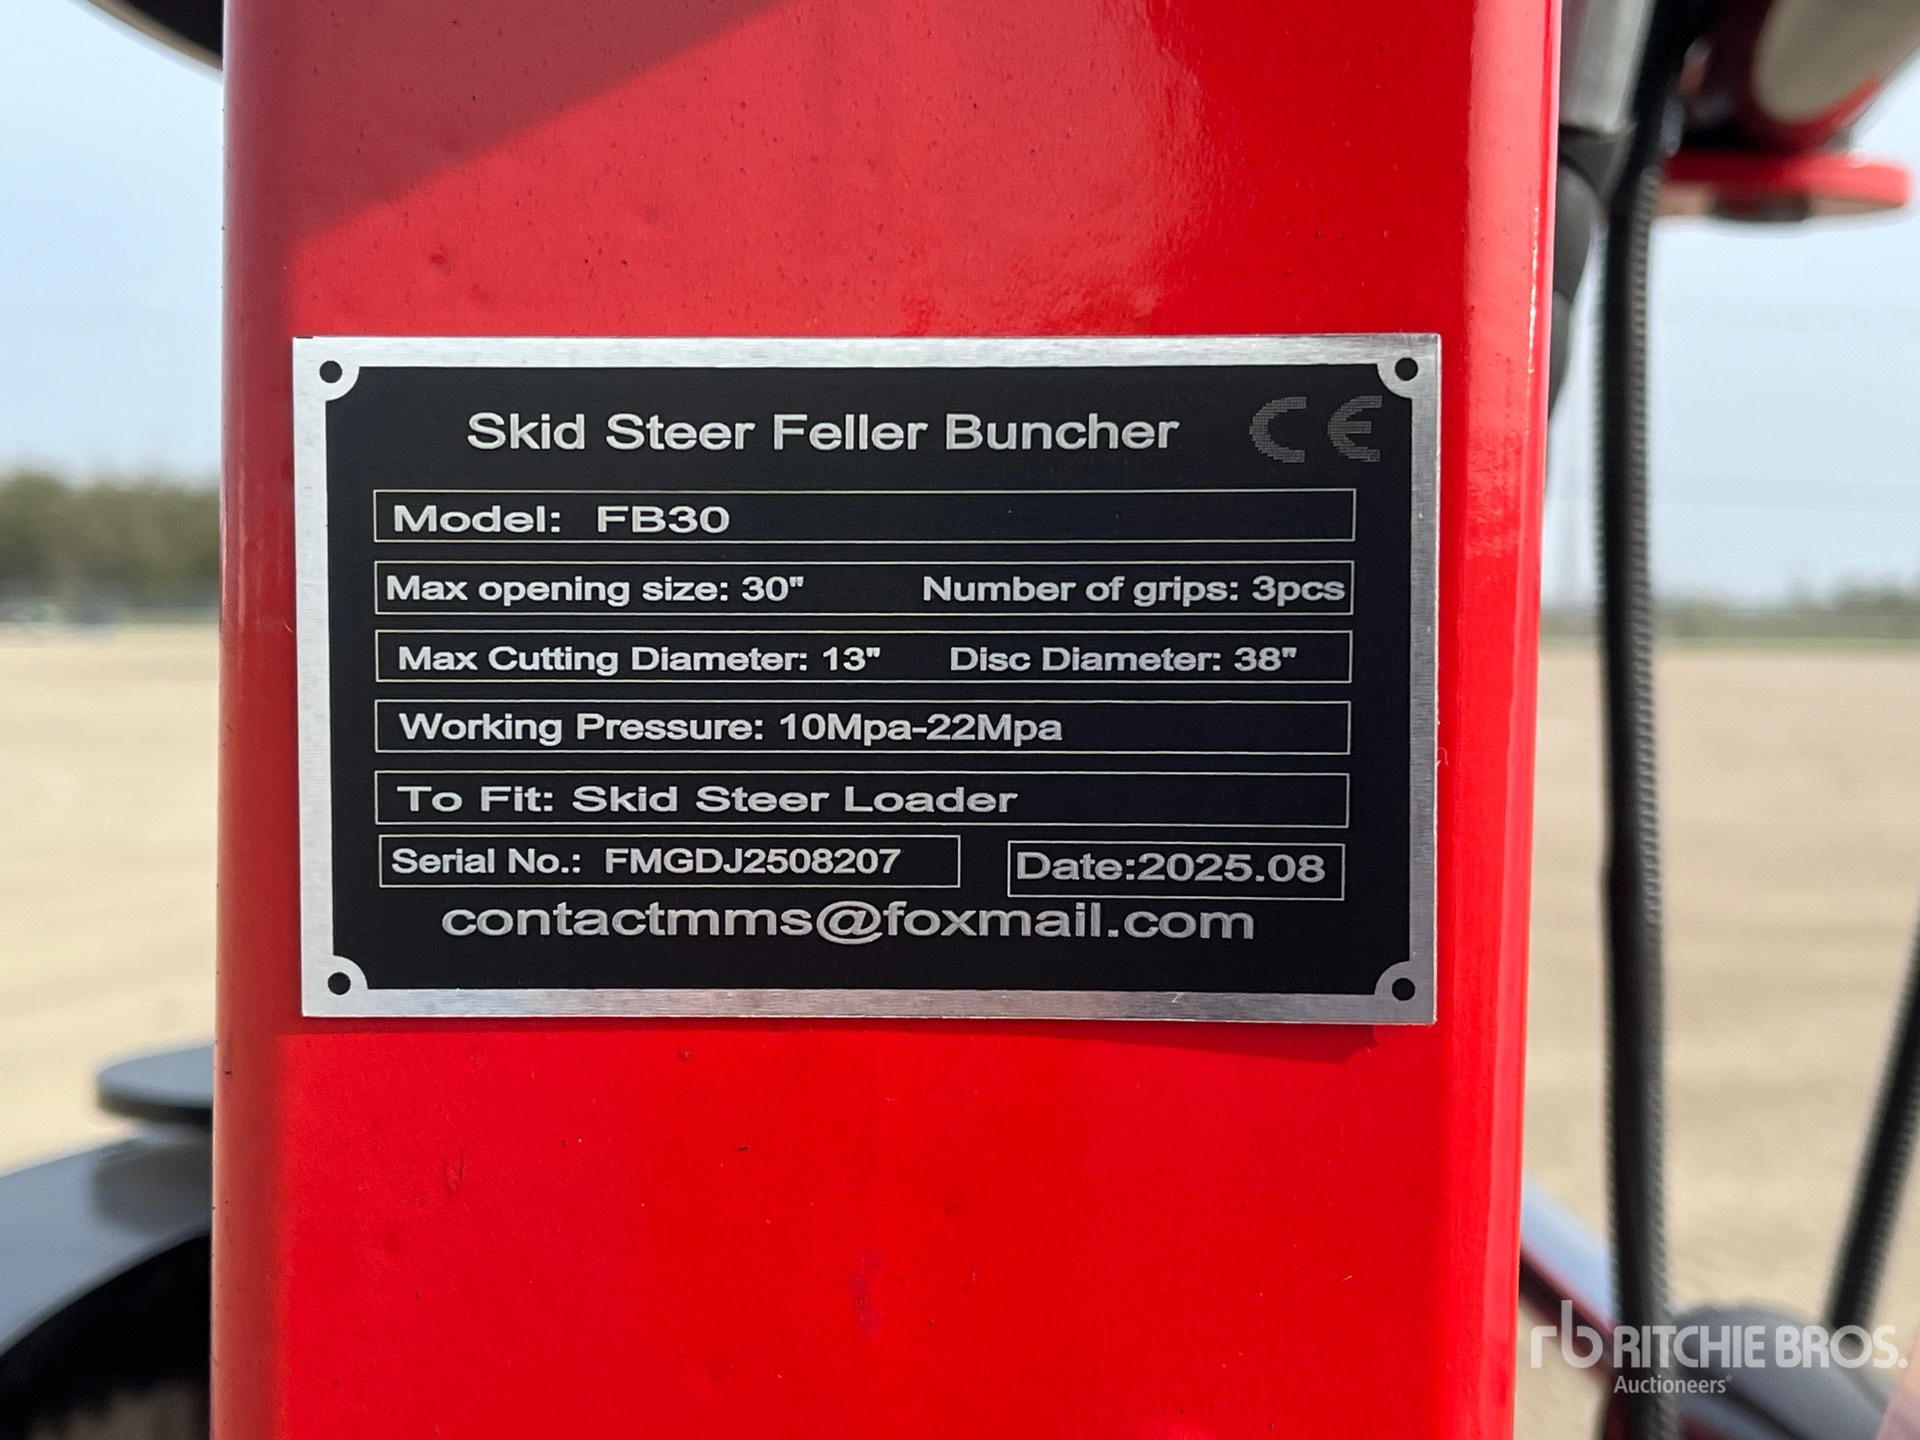 Skid Steer Feller Buncher CE
Model: FB30
Max opening size: 30" Number of grips: 3pcs
Max Cutting Diameter: 13" Disc Diameter: 38"
Working Pressure: 10Mpa-22Mpa
To Fit: Skid Steer Loader
Serial No.: FMGDJ2508207 Date:2025.08
contactmms@foxmail.com
rb RITCHIE BROS.
Auctioneers®